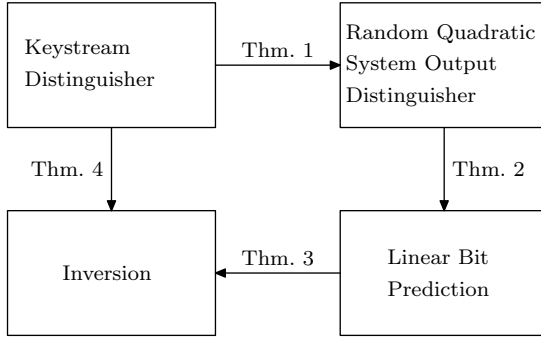 Keystream
Distinguisher
Thm. 1
Random Quadratic
System Output
Distinguisher
Thm. 4
Thm. 2
Inversion
Thm. 3
Linear Bit
Prediction